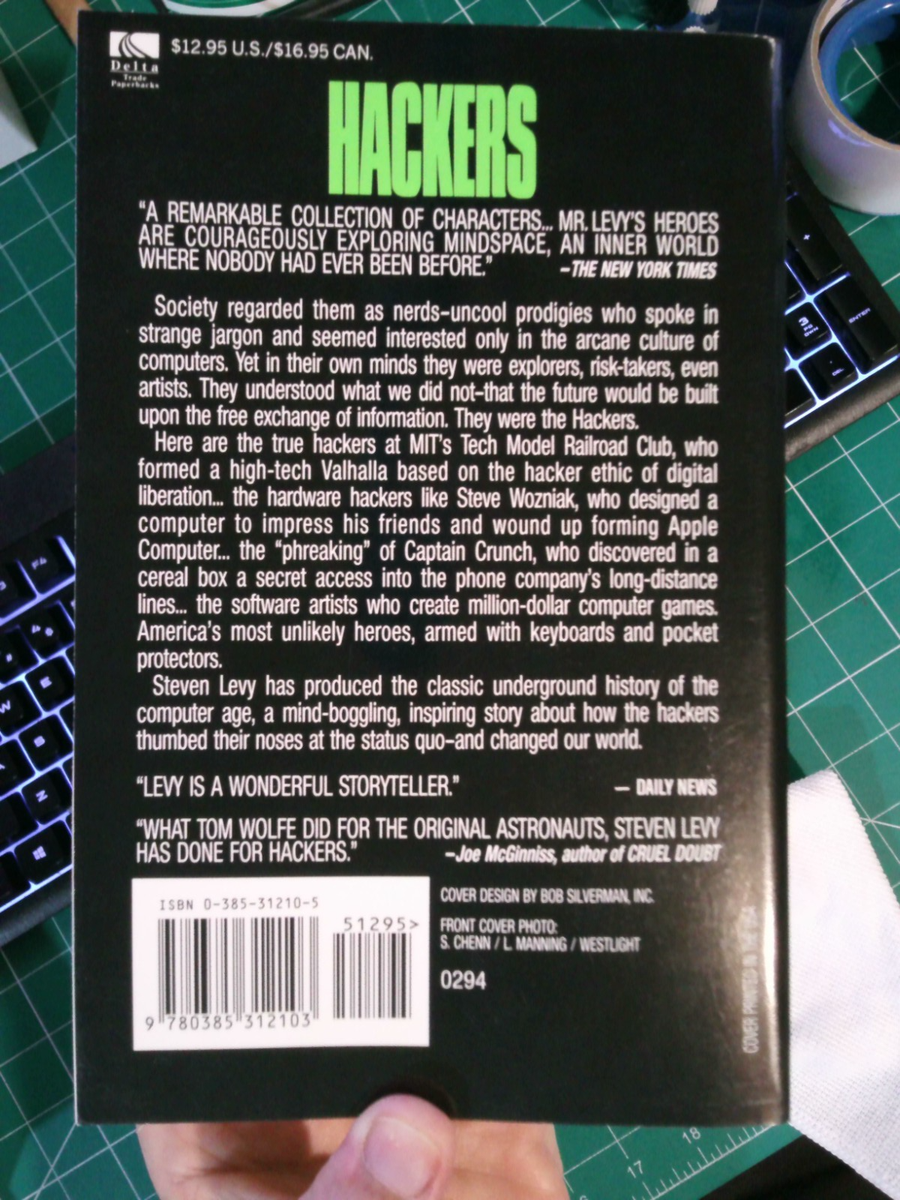 $12.95 U.S./$16.95 CAN.
Delta
Trade
Paperbacks
HACKERS
"A REMARKABLE COLLECTION OF CHARACTERS... MR. LEVY'S HEROES
ARE COURAGEOUSLY EXPLORING MINDSPACE, AN INNER WORLD
WHERE NOBODY HAD EVER BEEN BEFORE." –THE NEW YORK TIMES
Society regarded them as nerds–uncool prodigies who spoke in
strange jargon and seemed interested only in the arcane culture of
computers. Yet in their own minds they were explorers, risk-takers, even
artists. They understood what we did not–that the future would be built
upon the free exchange of information. They were the Hackers.
Here are the true hackers at MIT's Tech Model Railroad Club, who
formed a high-tech Valhalla based on the hacker ethic of digital
liberation... the hardware hackers like Steve Wozniak, who designed a
computer to impress his friends and wound up forming Apple
Computer... the "phreaking" of Captain Crunch, who discovered in a
cereal box a secret access into the phone company's long-distance
lines... the software artists who create million-dollar computer games.
America's most unlikely heroes, armed with keyboards and pocket
protectors.
Steven Levy has produced the classic underground history of the
computer age, a mind-boggling, inspiring story about how the hackers
thumbed their noses at the status quo–and changed our world.
"LEVY IS A WONDERFUL STORYTELLER." — DAILY NEWS
"WHAT TOM WOLFE DID FOR THE ORIGINAL ASTRONAUTS, STEVEN LEVY
HAS DONE FOR HACKERS." –Joe McGinniss, author of CRUEL DOUBT
ISBN 0-385-31210-5
51295>
9 780385 312103
COVER DESIGN BY BOB SILVERMAN, INC.
FRONT COVER PHOTO:
S. CHENN / L. MANNING / WESTLIGHT
0294
COVER PRINTED IN THE USA
ENTER
3
W
E
A
Z
17
18